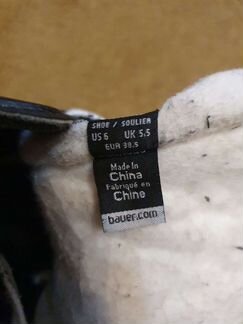 SHOE / SOULIER
US 6 UK 5.5
EUR 38.5
Made in
China
Fabriqué en
Chine
bauer.com